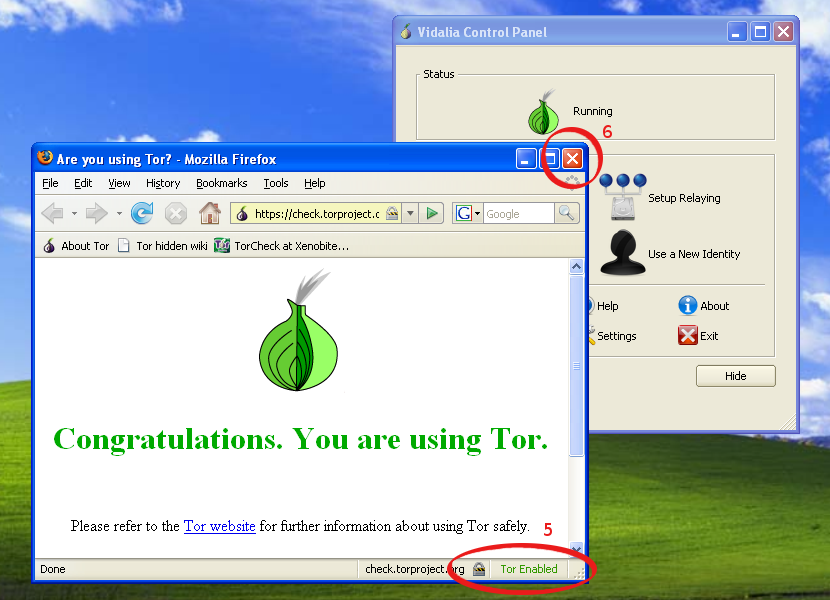 Vidalia Control Panel
Status
Running
6
Are you using Tor? - Mozilla Firefox
File Edit View History Bookmarks Tools Help
https://check.torproject.c
G
Google
About Tor
Tor hidden wiki
TorCheck at Xenobite...
Setup Relaying
Use a New Identity
Help
About
Settings
Exit
Hide
Congratulations. You are using Tor.
Please refer to the Tor website for further information about using Tor safely.
5
Done
check.torproject.org
Tor Enabled